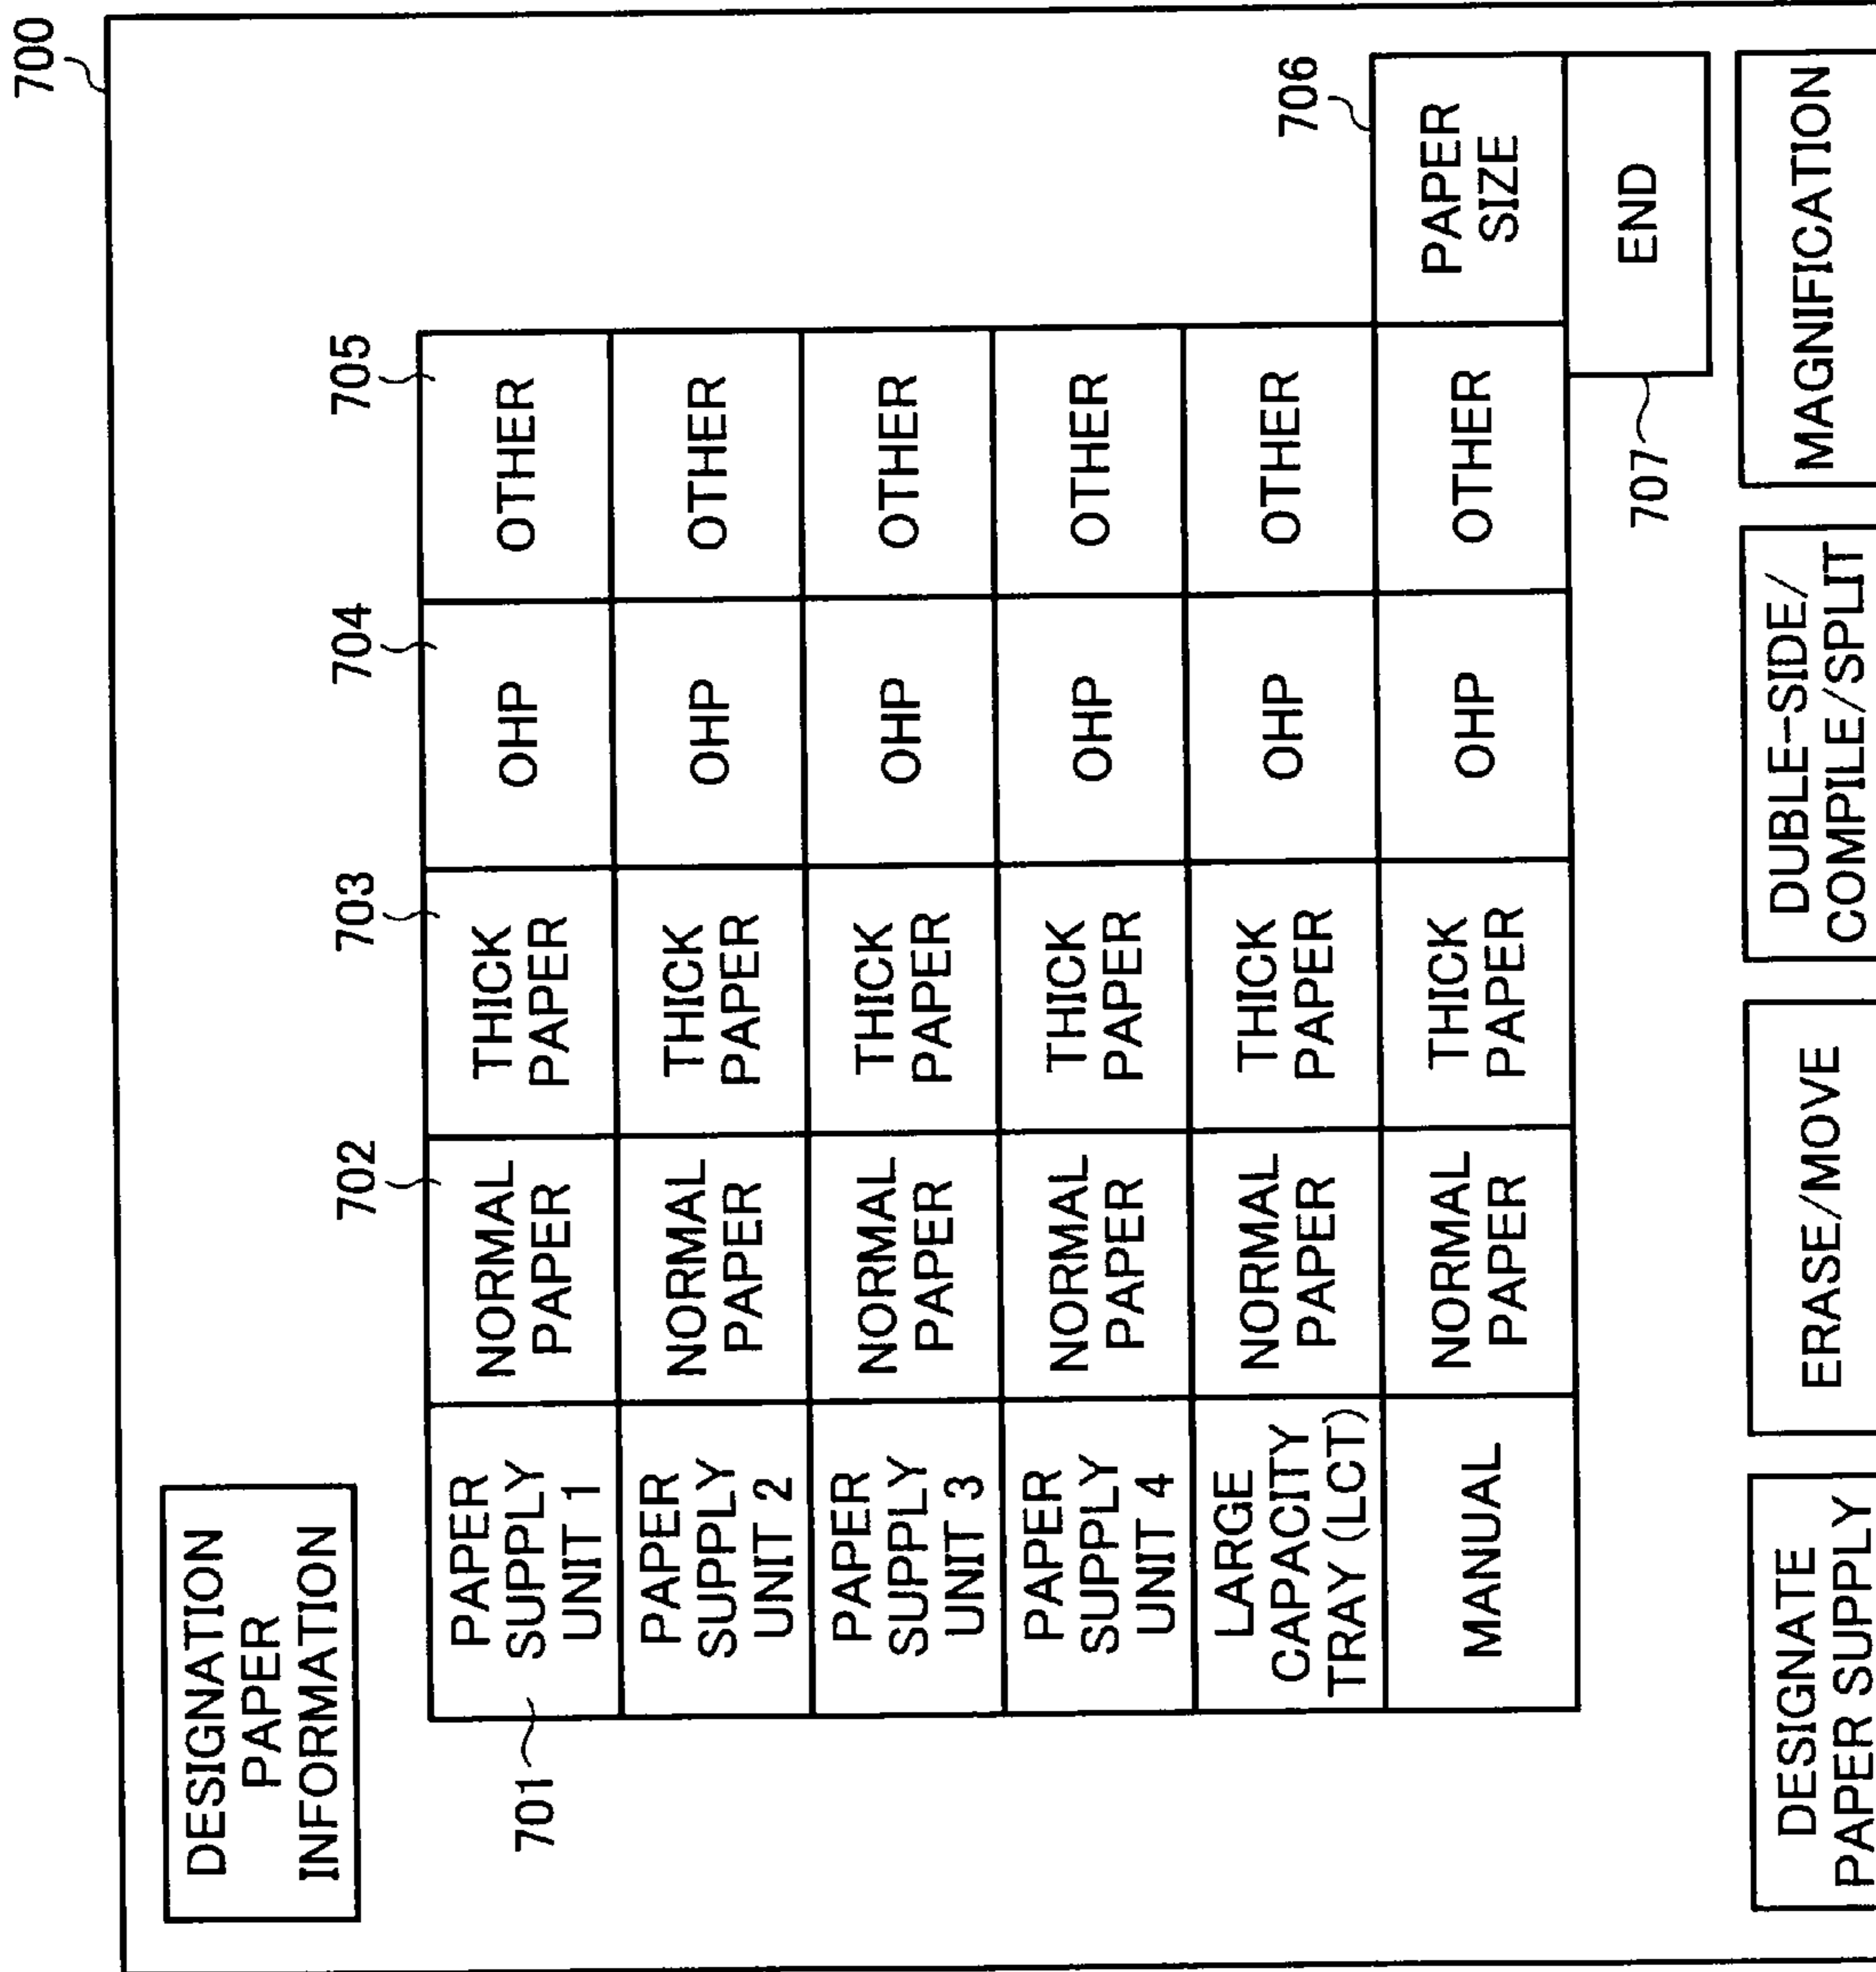 700
DESIGNATION
PAPER
INFORMATION
702
703
704
705
701
PAPER
SUPPLY
UNIT 1
NORMAL
PAPER
THICK
PAPER
OHP
OTHER
PAPER
SUPPLY
UNIT 2
NORMAL
PAPER
THICK
PAPER
OHP
OTHER
PAPER
SUPPLY
UNIT 3
NORMAL
PAPER
THICK
PAPER
OHP
OTHER
PAPER
SUPPLY
UNIT 4
NORMAL
PAPER
THICK
PAPER
OHP
OTHER
LARGE
CAPACITY
TRAY (LCT)
NORMAL
PAPER
THICK
PAPER
OHP
OTHER
706
MANUAL
NORMAL
PAPER
THICK
PAPER
OHP
OTHER
PAPER
SIZE
707
END
DESIGNATE
PAPER SUPPLY
ERASE/MOVE
DUBLE-SIDE/
COMPILE/SPLIT
MAGNIFICATION